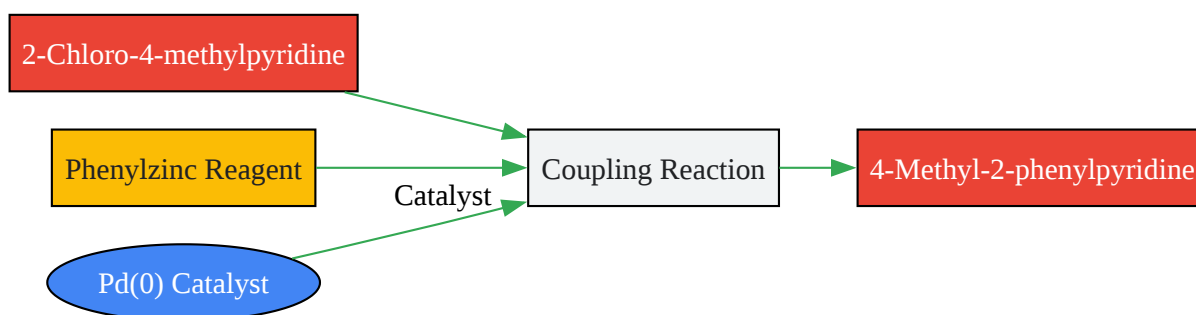 2-Chloro-4-methylpyridine
Phenylzinc Reagent
Coupling Reaction
4-Methyl-2-phenylpyridine
Catalyst
Pd(0) Catalyst